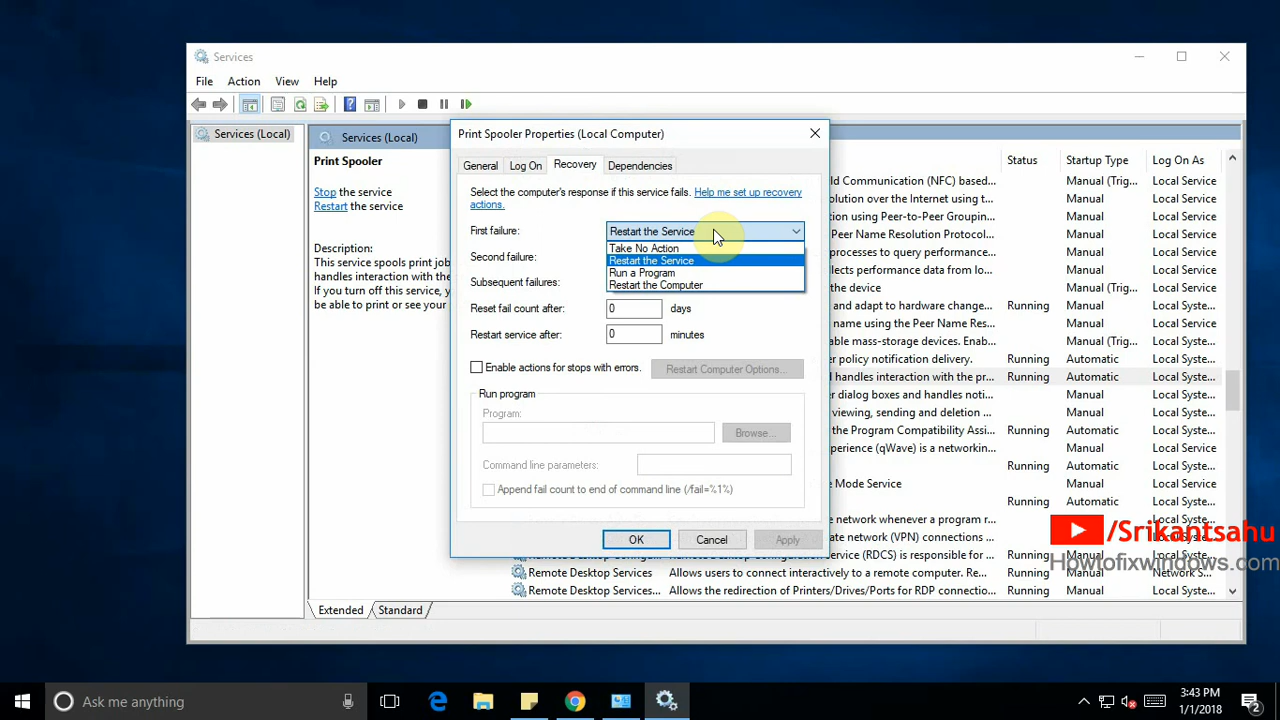 Services
File Action View Help
Services (Local)
Services (Local)
Print Spooler
Stop the service
Restart the service
Description:
This service spools print job
handles interaction with the
If you turn off this service, y
be able to print or see your
Print Spooler Properties (Local Computer)
General Log On Recovery Dependencies
Select the computer's response if this service fails. Help me set up recovery
actions.
First failure: Restart the Service
Take No Action
Restart the Service
Run a Program
Restart the Computer
Second failure:
Subsequent failures:
Reset fail count after: 0 days
Restart service after: 0 minutes
Enable actions for stops with errors. Restart Computer Options...
Run program
Program:
Browse...
Command line parameters:
Append fail count to end of command line (/fail=%1%)
OK Cancel Apply
Status Startup Type Log On As
ld Communication (NFC) based... Manual (Trig... Local Service
olution over the Internet using t... Manual Local Service
using Peer-to-Peer Groupin... Manual Local Service
Peer Name Resolution Protocol... Manual Local Service
lects performance data from lo... Manual Local Service
the device Running Manual Local Service
r and adapt to hardware change... Running Manual Local Syste...
r name using the Peer Name Res... Manual Local Service
able mass-storage devices. Enab... Manual (Trig... Local Syste...
er policy notification delivery. Running Automatic Local Syste...
d handles interaction with the pr... Running Automatic Local Syste...
er dialog boxes and handles notifi... Manual Local Syste...
viewing, sending and deletion ... Manual Local Syste...
the Program Compatibility Assi... Running Automatic Local Syste...
perience (qWave) is a networkin... Manual Local Service
Running Automatic Local Syste...
e Mode Service Manual Local Service
Running Automatic Local Syste...
e network whenever a program r... Manual Local Syste...
network (VPN) connections ... Automatic Local Syste...
Service (RDCS) is responsible for ... Manual Local Syste...
Remote Desktop Services Allows users to connect interactively to a remote computer. Re... Manual Network S...
Remote Desktop Services... Allows the redirection of Printers/Drives/Ports for RDP connectio... Manual Local Syste...
/Srikantsahu
Howtofixwindows.com
Extended Standard
Ask me anything
3:43 PM
1/1/2018
2